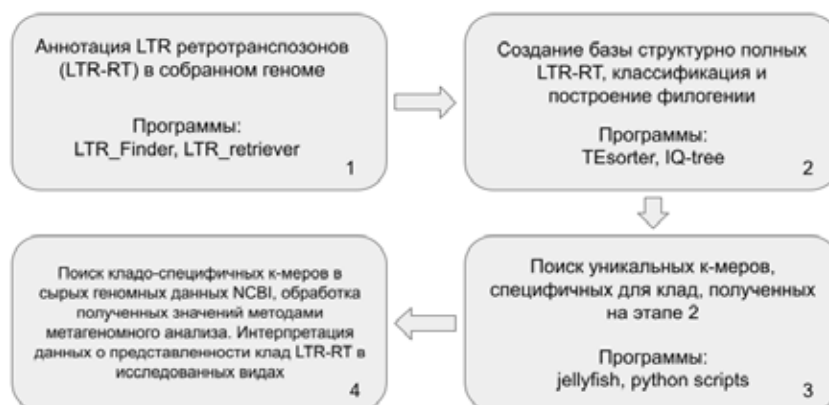 Аннотация LTR ретротранспозонов
(LTR-RT) в собранном геноме
Программы:
LTR_Finder, LTR_retriever
1
Создание базы структурно полных
LTR-RT, классификация и
построение филогении
Программы:
TEsorter, IQ-tree
2
Поиск уникальных к-меров,
специфичных для клад, полученных
на этапе 2
Программы:
jellyfish, python scripts
3
Поиск кладо-специфичных к-меров в
сырых геномных данных NCBI, обработка
полученных значений методами
метагеномного анализа. Интерпретация
данных о представленности клад LTR-RT в
исследованных видах
4